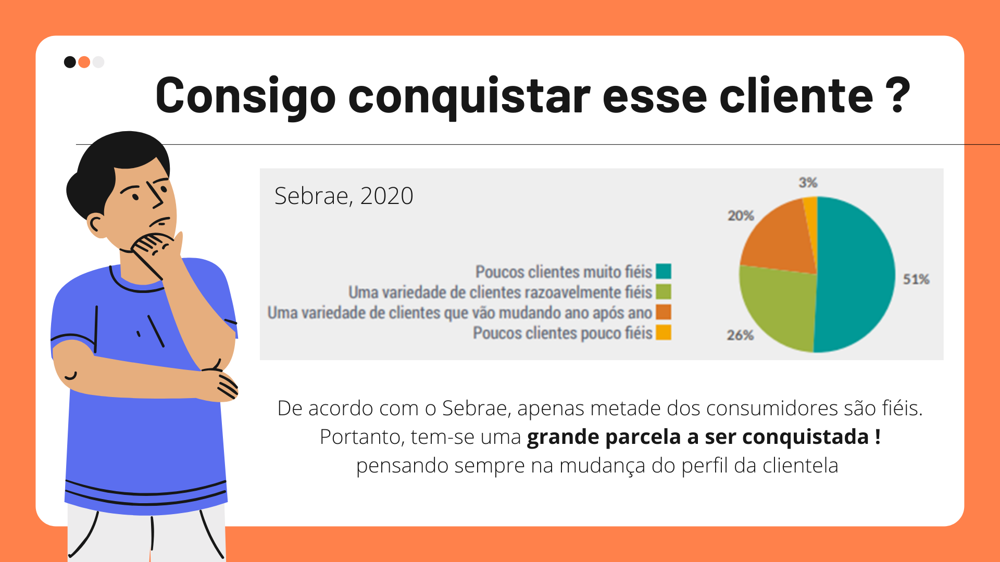 Consigo conquistar esse cliente ?
Sebrae, 2020
3%
20%
51%
26%
Poucos clientes muito fiéis
Uma variedade de clientes razoavelmente fiéis
Uma variedade de clientes que vão mudando ano após ano
Poucos clientes pouco fiéis
De acordo com o Sebrae, apenas metade dos consumidores são fiéis.
Portanto, tem-se uma grande parcela a ser conquistada !
pensando sempre na mudança do perfil da clientela